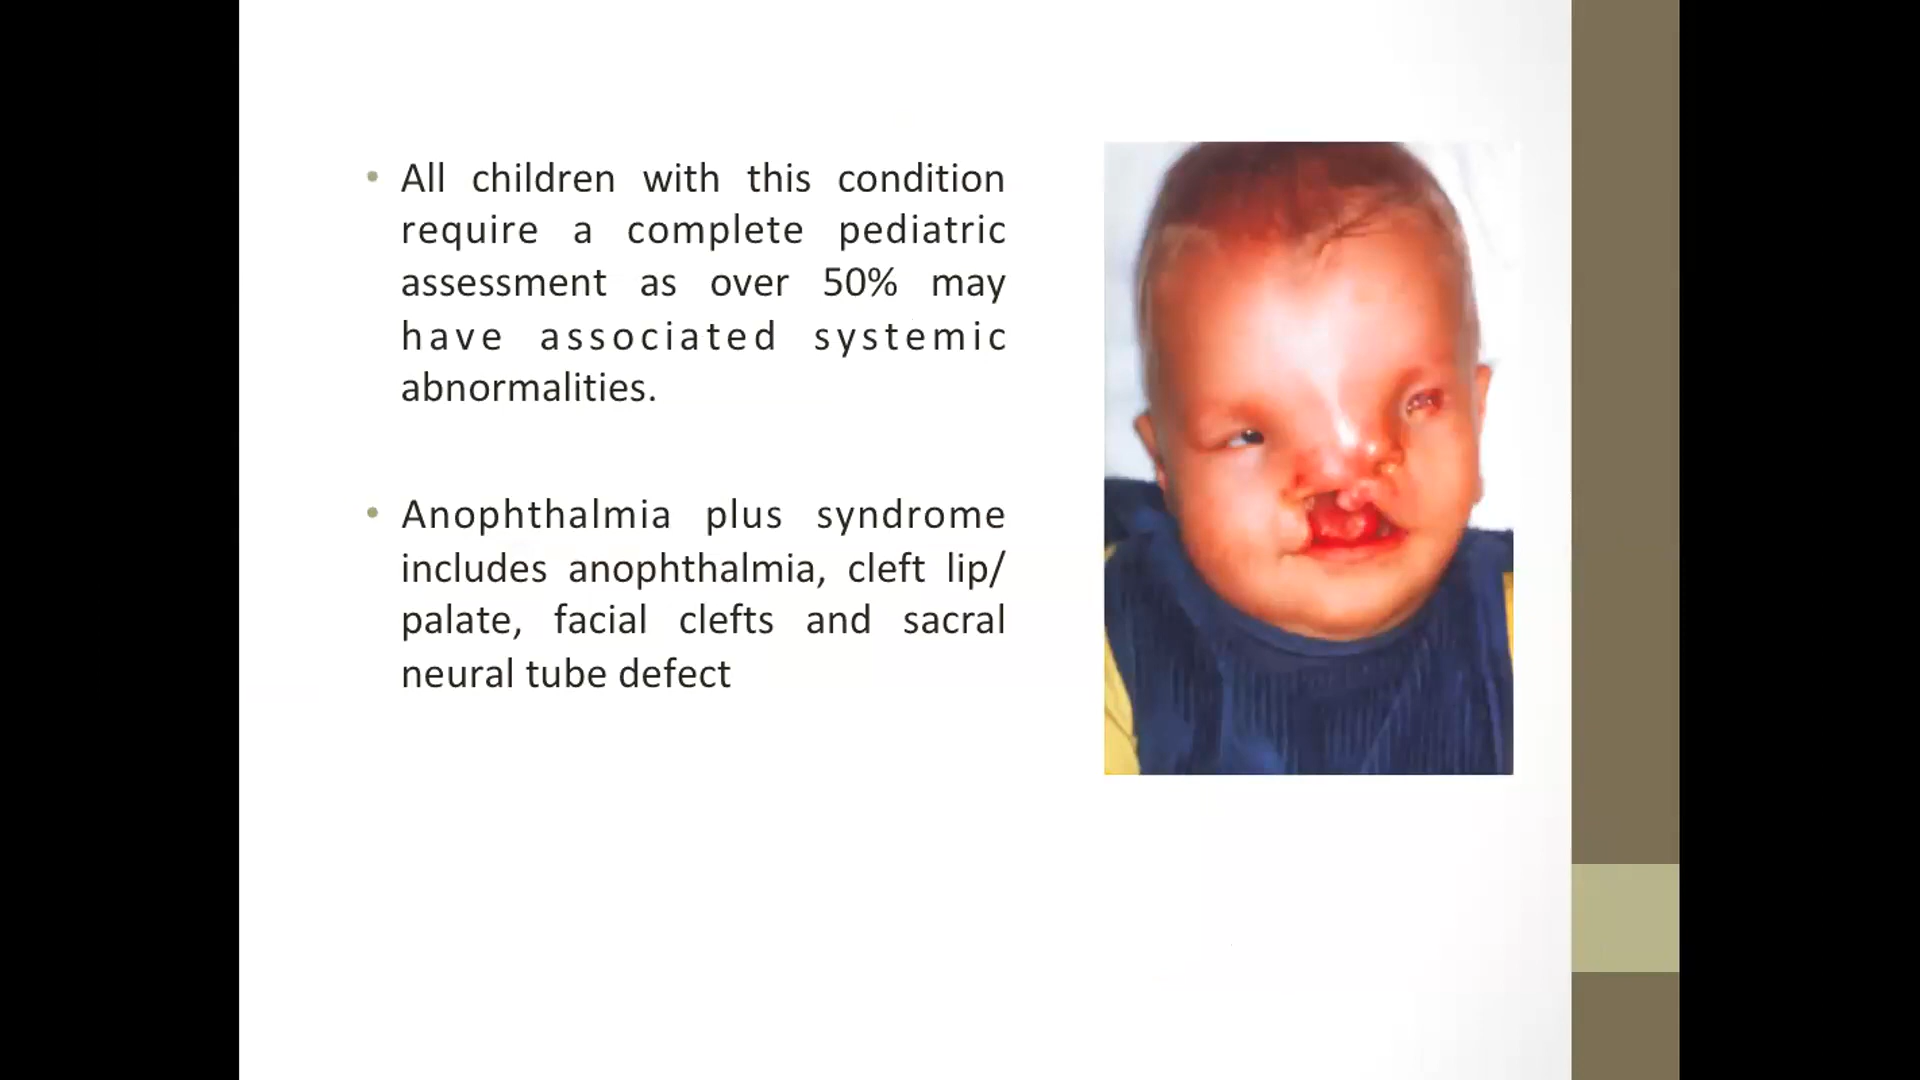 • All children with this condition
require a complete pediatric
assessment as over 50% may
have associated systemic
abnormalities.
• Anophthalmia plus syndrome
includes anophthalmia, cleft lip/
palate, facial clefts and sacral
neural tube defect